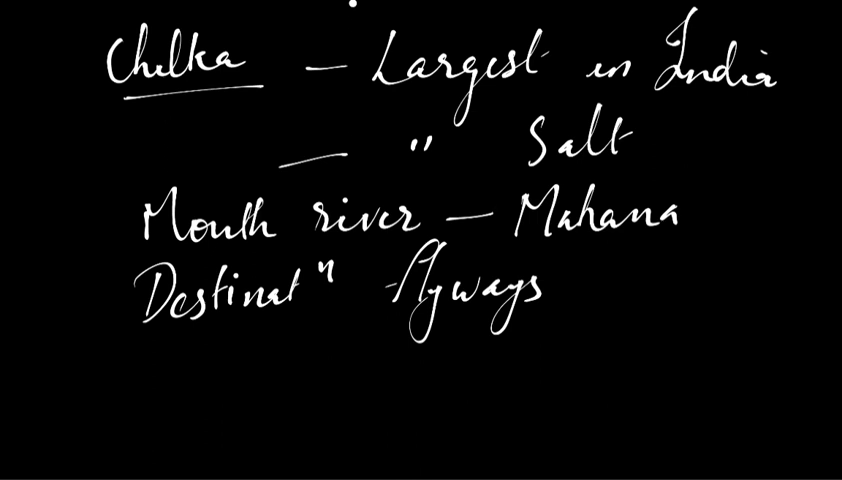 Chilka – Largest in India
— " Salt
Mouth river – Mahana
Destinatⁿ flyways